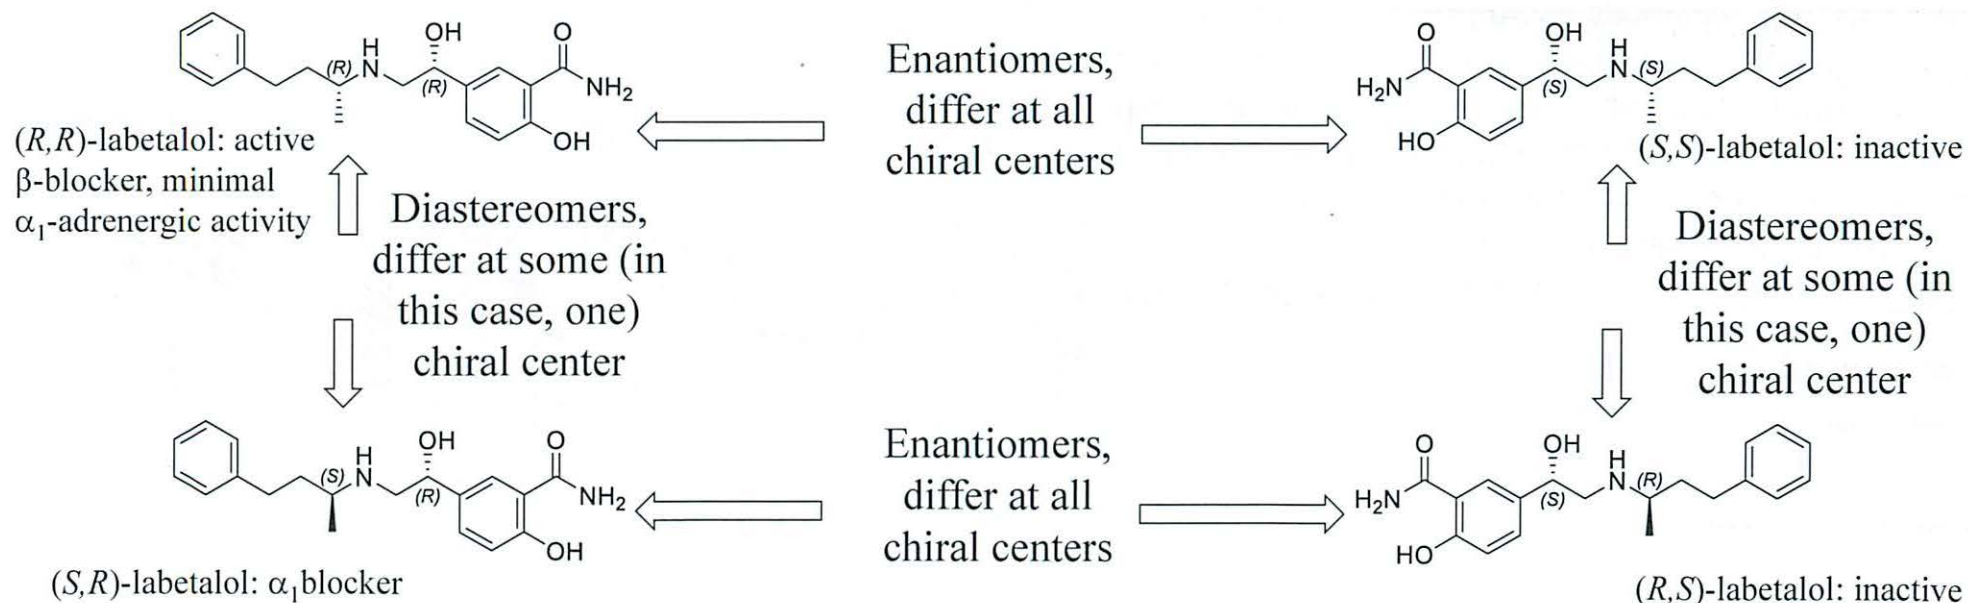 OH
O
H
(R)
N
(R)
NH₂
OH
(R,R)-labetalol: active
β-blocker, minimal
α₁-adrenergic activity
Enantiomers,
differ at all
chiral centers
O
OH
H
H₂N
N
(S)
(S)
HO
(S,S)-labetalol: inactive
Diastereomers,
differ at some (in
this case, one)
chiral center
Diastereomers,
differ at some (in
this case, one)
chiral center
OH
O
H
(S)
N
(R)
NH₂
OH
(S,R)-labetalol: α₁blocker
Enantiomers,
differ at all
chiral centers
O
OH
H
H₂N
N
(R)
(S)
HO
(R,S)-labetalol: inactive